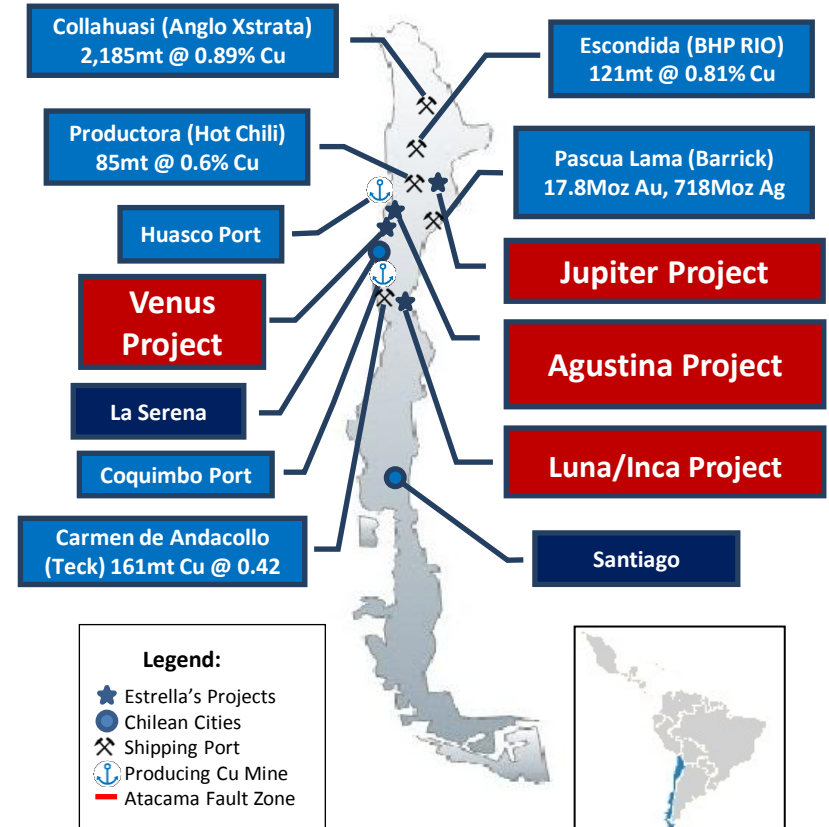 Collahuasi (Anglo Xstrata)
2,185mt @ 0.89% Cu
Escondida (BHP RIO)
121mt @ 0.81% Cu
Productora (Hot Chili)
85mt @ 0.6% Cu
Pascua Lama (Barrick)
17.8Moz Au, 718Moz Ag
Huasco Port
Jupiter Project
Venus
Project
Agustina Project
La Serena
Luna/Inca Project
Coquimbo Port
Carmen de Andacollo
(Teck) 161mt Cu @ 0.42
Santiago
Legend:
Estrella’s Projects
Chilean Cities
Shipping Port
Producing Cu Mine
Atacama Fault Zone